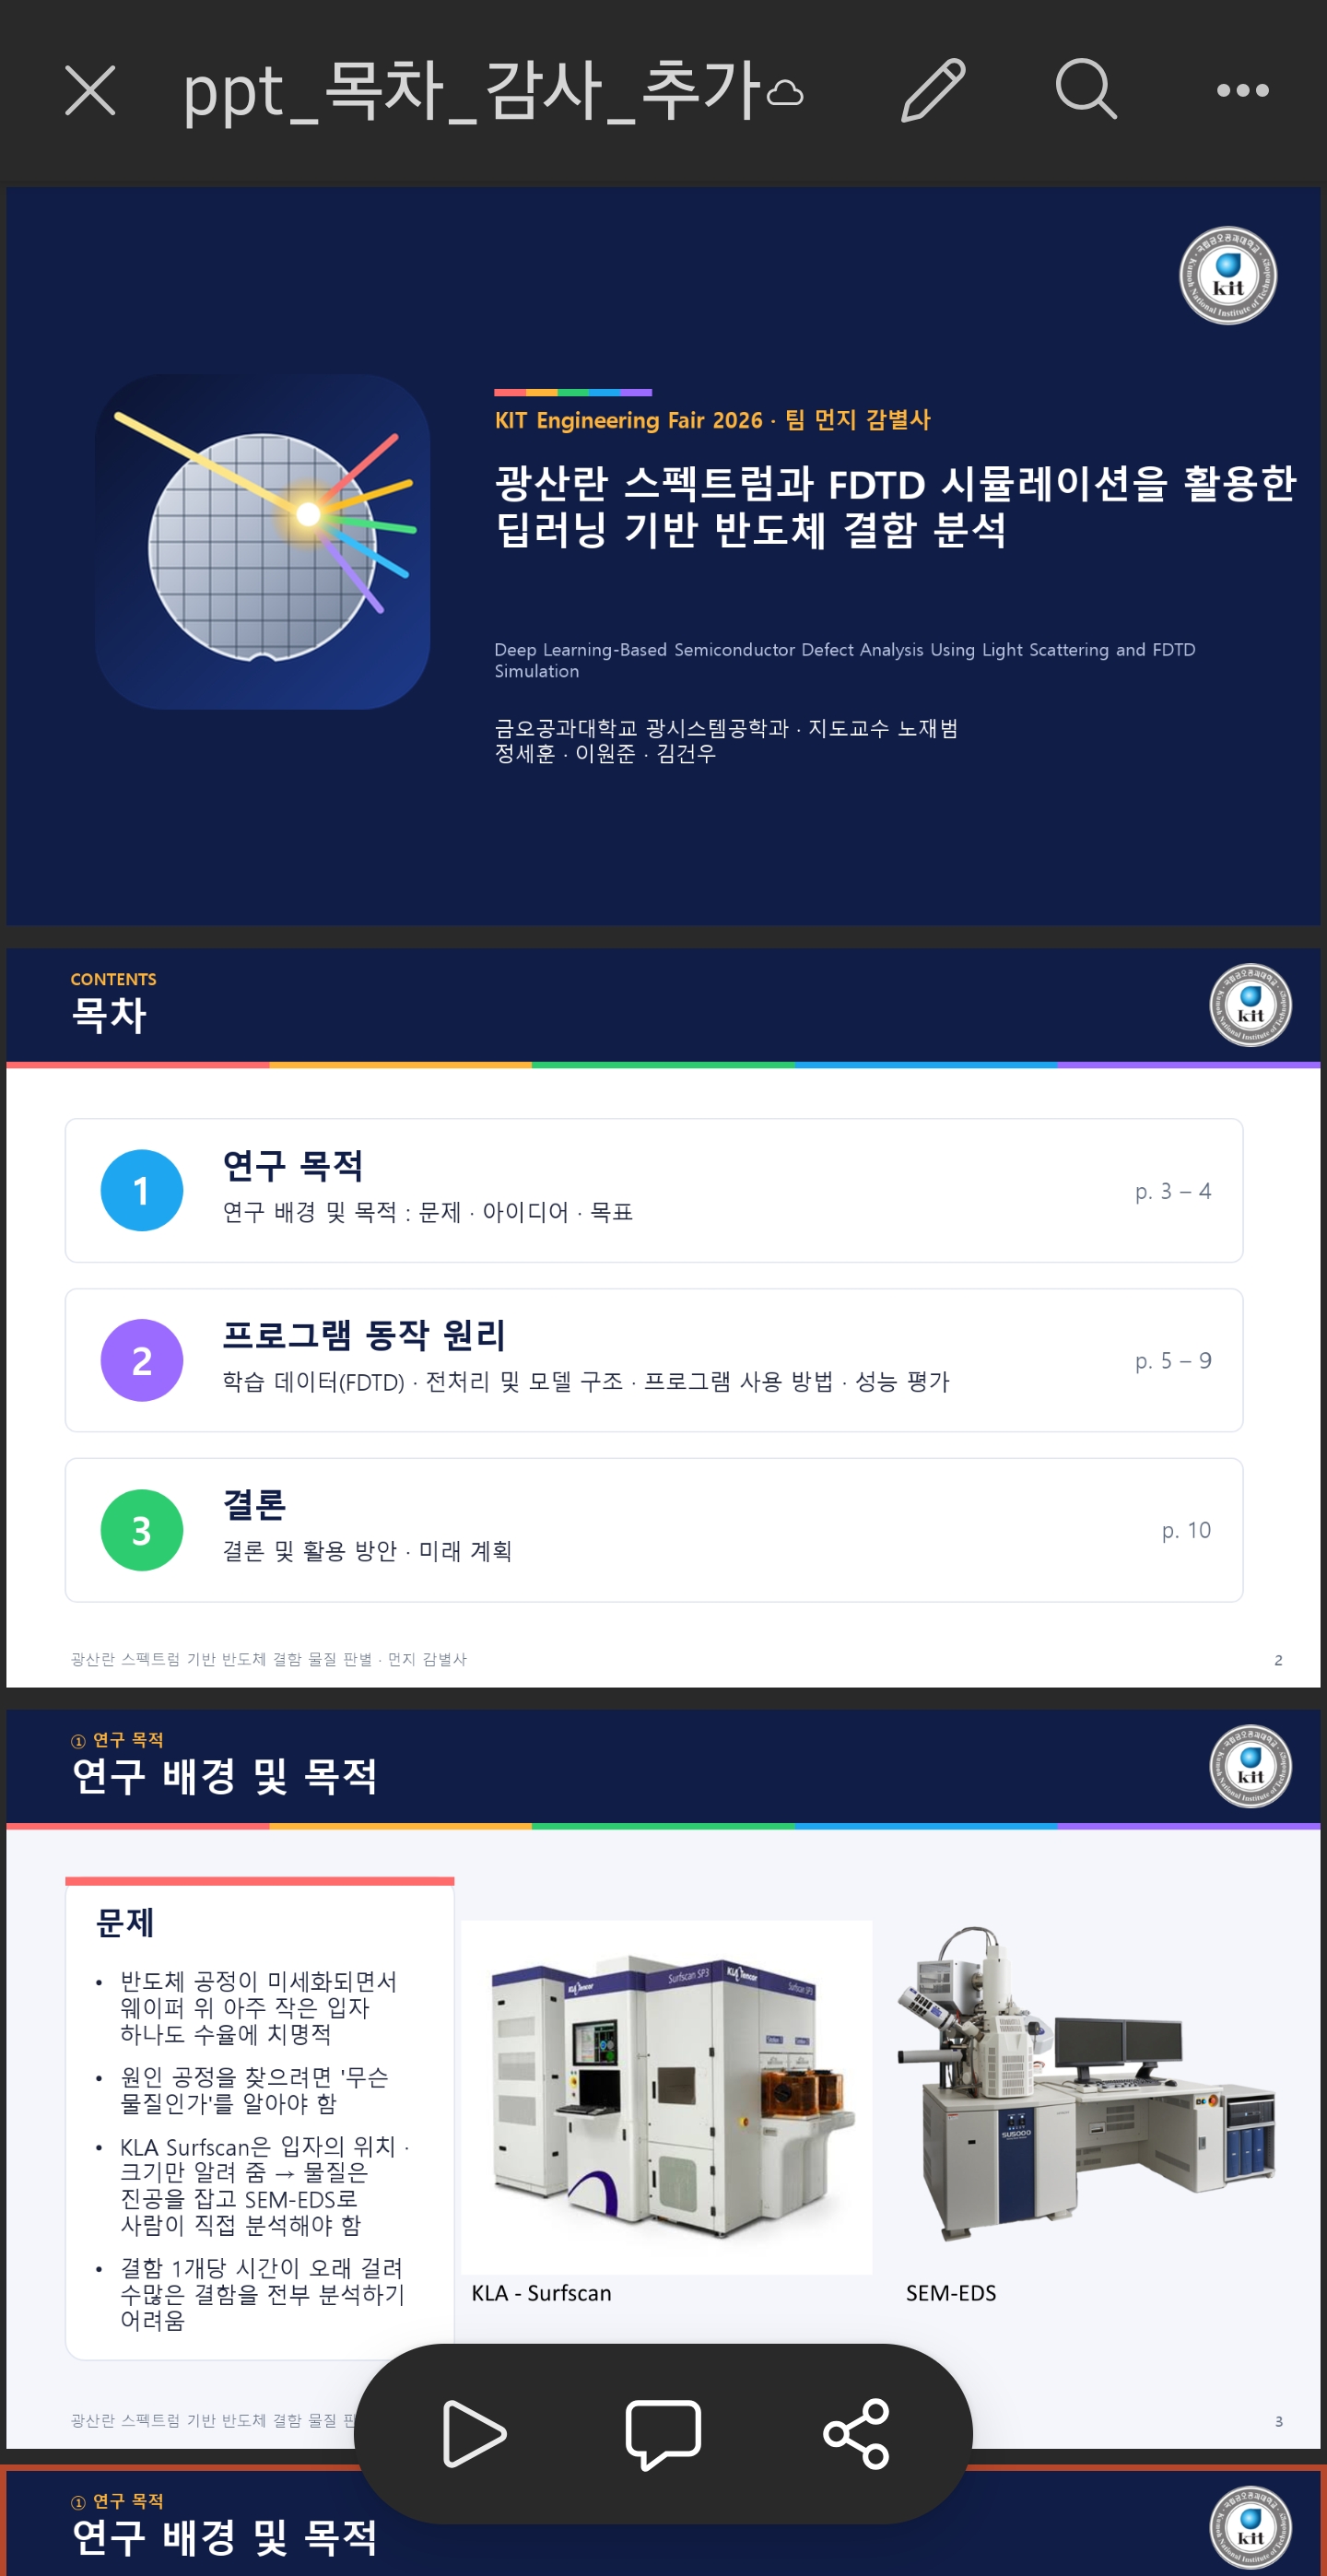 ppt_목차_감사_추가
kit
KIT Engineering Fair 2026 · 팀 먼지 감별사
광산란 스펙트럼과 FDTD 시뮬레이션을 활용한
딥러닝 기반 반도체 결함 분석
Deep Learning-Based Semiconductor Defect Analysis Using Light Scattering and FDTD
Simulation
금오공과대학교 광시스템공학과 · 지도교수 노재범
정세훈 · 이원준 · 김건우
CONTENTS
목차
kit
1
연구 목적
연구 배경 및 목적 : 문제 · 아이디어 · 목표
p. 3 – 4
2
프로그램 동작 원리
학습 데이터(FDTD) · 전처리 및 모델 구조 · 프로그램 사용 방법 · 성능 평가
p. 5 – 9
3
결론
결론 및 활용 방안 · 미래 계획
p. 10
광산란 스펙트럼 기반 반도체 결함 물질 판별 · 먼지 감별사
2
① 연구 목적
연구 배경 및 목적
kit
문제
• 반도체 공정이 미세화되면서
웨이퍼 위 아주 작은 입자
하나도 수율에 치명적
• 원인 공정을 찾으려면 '무슨
물질인가'를 알아야 함
• KLA Surfscan은 입자의 위치 ·
크기만 알려 줌 → 물질은
진공을 잡고 SEM-EDS로
사람이 직접 분석해야 함
• 결함 1개당 시간이 오래 걸려
수많은 결함을 전부 분석하기
어려움
KLA Tencor
Surfscan SP3
KLA Tencor
Surfscan SP3
KLA - Surfscan
SEM-EDS
광산란 스펙트럼 기반 반도체 결함 물질
3
① 연구 목적
연구 배경 및 목적
kit